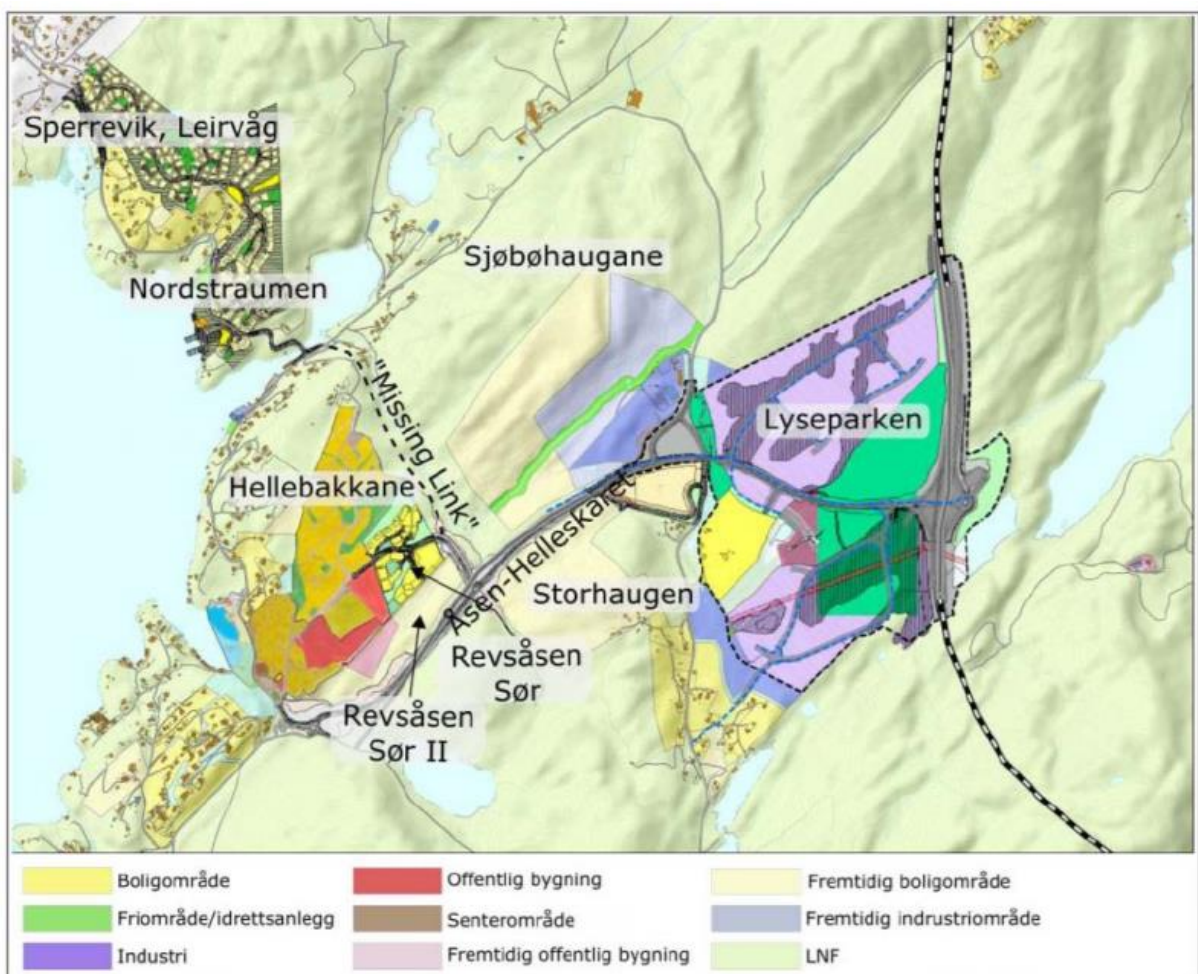 Sperrevik, Leirvåg
Sjøbøhaugane
Nordstraumen
"Missing Link"
Lyseparken
Hellebakkane
Åsen-Helleskaret
Storhaugen
Revsåsen
Sør
Revsåsen
Sør II
Boligområde
Offentlig bygning
Fremtidig boligområde
Friområde/idrettsanlegg
Senterområde
Fremtidig indrustriområde
Industri
Fremtidig offentlig bygning
LNF